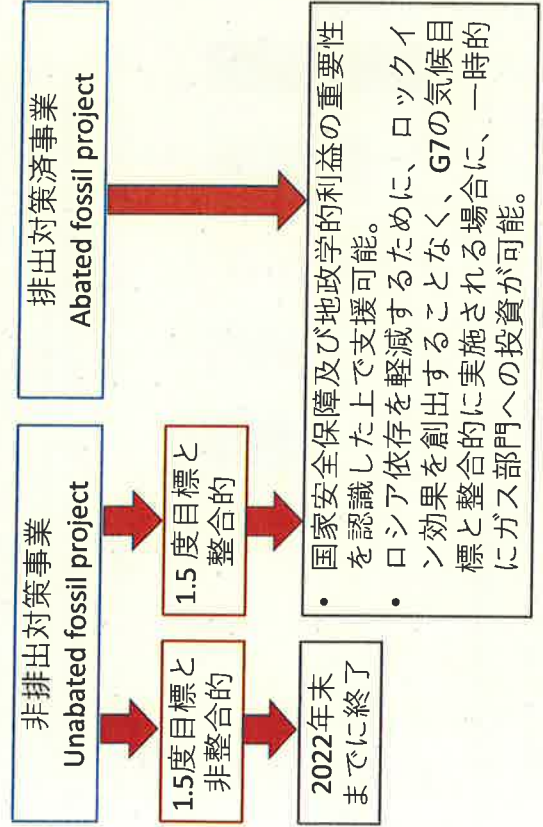 非排出対策事業
Unabated fossil project
排出対策済事業
Abated fossil project
1.5度目標と
非整合的
1.5 度目標と
整合的
2022年末
までに終了
• 国家安全保障及び地政学的利益の重要性
を認識した上で支援可能。
• ロシア依存を軽減するために、ロックイ
ン効果を創出することなく、G7の気候目
標と整合的に実施される場合に、一時的
にガス部門への投資が可能。